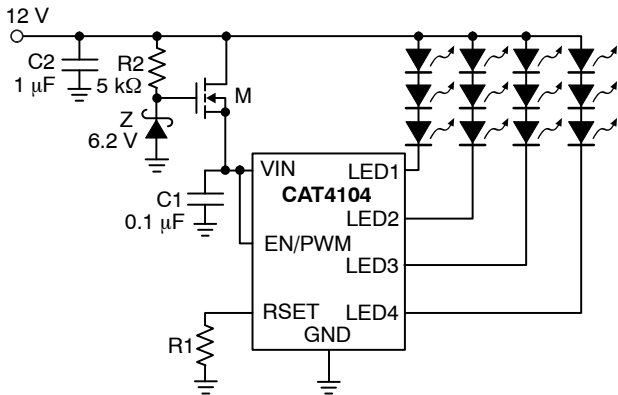 12 V
C2
1 μF
R2
5 kΩ
M
Z
6.2 V
C1
0.1 μF
VIN
LED1
CAT4104
LED2
EN/PWM
LED3
RSET
LED4
GND
R1